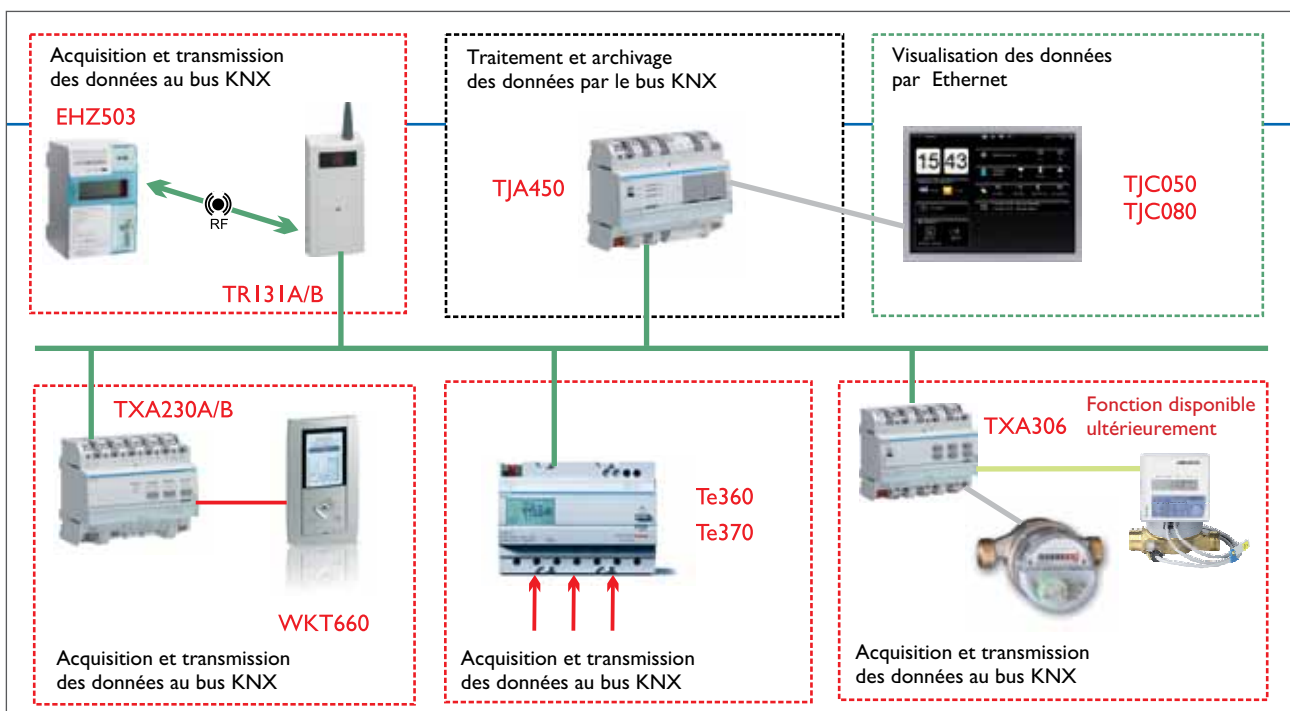 Acquisition et transmission
des données au bus KNX
EHZ503
RF
TR131A/B
Traitement et archivage
des données par le bus KNX
TJA450
Visualisation des données
par Ethernet
15 43
TJC050
TJC080
TXA230A/B
WKT660
Acquisition et transmission
des données au bus KNX
Te360
Te370
Acquisition et transmission
des données au bus KNX
TXA306
Fonction disponible
ultérieurement
Acquisition et transmission
des données au bus KNX